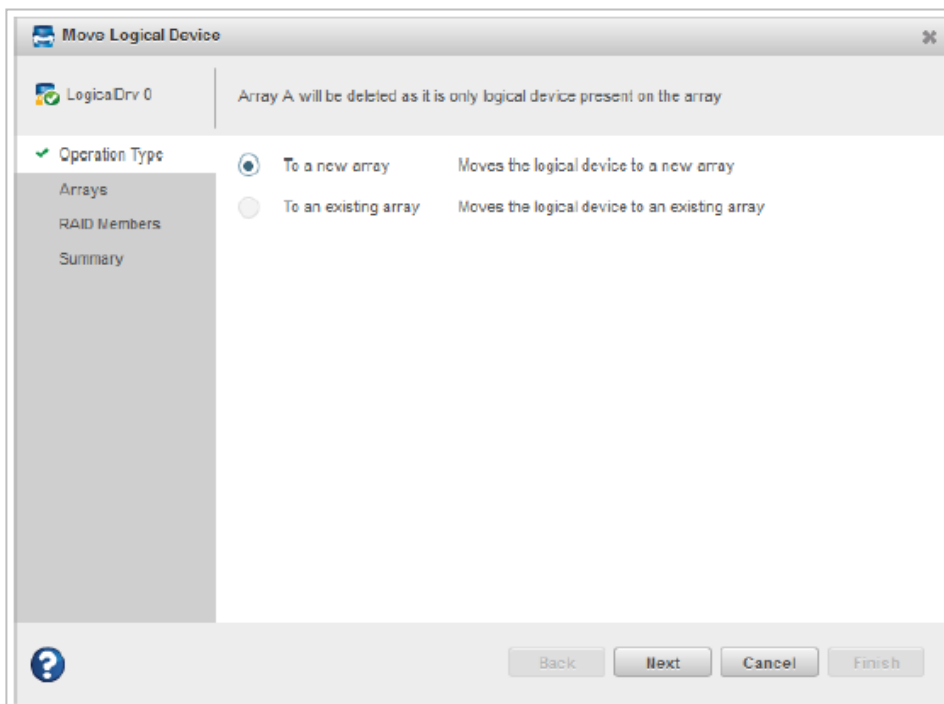 Move Logical Device
LogicalDrv 0
Array A will be deleted as it is only logical device present on the array
Operation Type
Arrays
RAID Members
Summary
To a new array Moves the logical device to a new array
To an existing array Moves the logical device to an existing array
? Back Next Cancel Finish